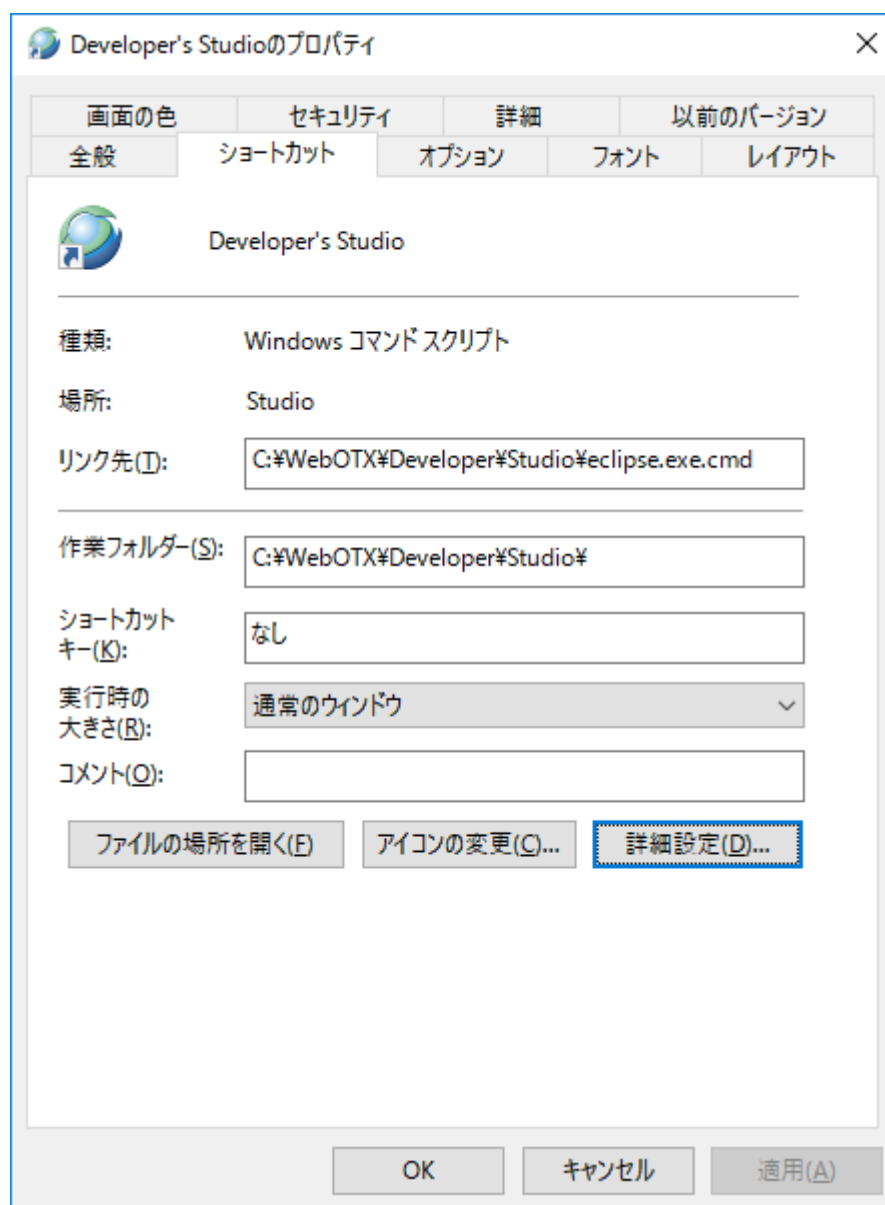 Developer's Studioのプロパティ
画面の色 セキュリティ 詳細 以前のバージョン
全般 ショートカット オプション フォント レイアウト
Developer's Studio
種類: Windows コマンド スクリプト
場所: Studio
リンク先(T): C:¥WebOTX¥Developer¥Studio¥eclipse.exe.cmd
作業フォルダー(S): C:¥WebOTX¥Developer¥Studio¥
ショートカット
キー(K): なし
実行時の
大きさ(R): 通常のウィンドウ
コメント(O):
ファイルの場所を開く(F) アイコンの変更(C)... 詳細設定(D)...
OK キャンセル 適用(A)